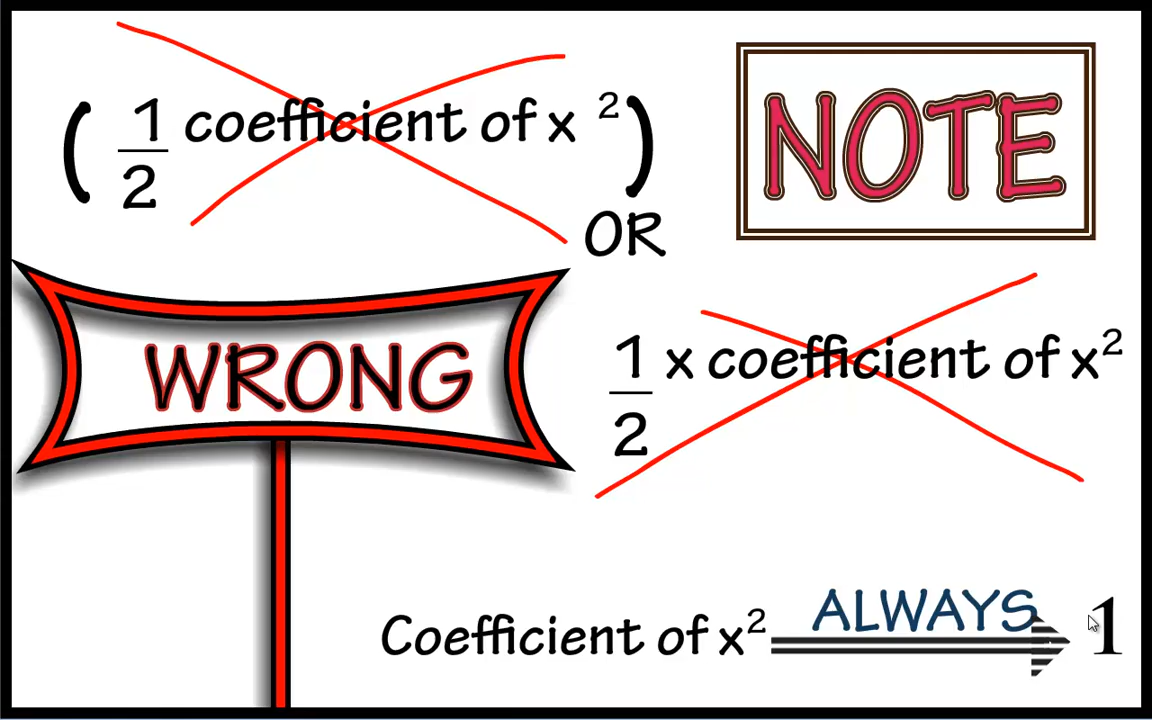 ( 1/2 coefficient of x ²)
NOTE
OR
WRONG
1/2 x coefficient of x²
ALWAYS
Coefficient of x² 1